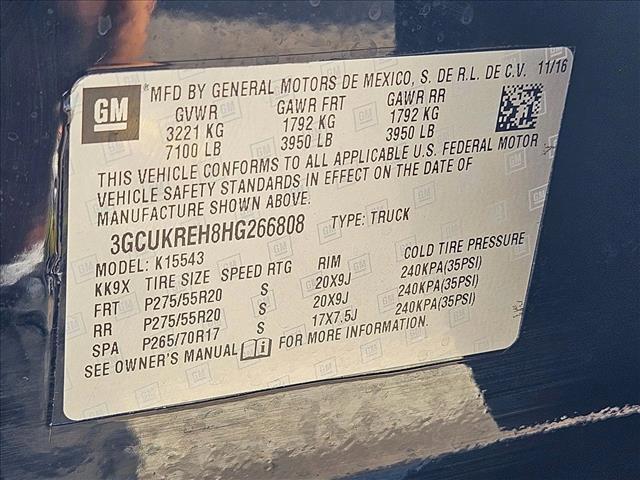 GM
*MFD BY GENERAL MOTORS DE MEXICO, S. DE R.L. DE C.V. 11/16
GVWR GAWR FRT GAWR RR
3221 KG 1792 KG 1792 KG
7100 LB 3950 LB 3950 LB
THIS VEHICLE CONFORMS TO ALL APPLICABLE U.S. FEDERAL MOTOR
VEHICLE SAFETY STANDARDS IN EFFECT ON THE DATE OF
MANUFACTURE SHOWN ABOVE.
3GCUKREH8HG266808 TYPE: TRUCK
MODEL: K15543
KK9X TIRE SIZE SPEED RTG RIM COLD TIRE PRESSURE
FRT P275/55R20 S 20X9J 240KPA(35PSI)
RR P275/55R20 S 20X9J 240KPA(35PSI)
SPA P265/70R17 S 17X7.5J 240KPA(35PSI)
SEE OWNER'S MANUAL FOR MORE INFORMATION.